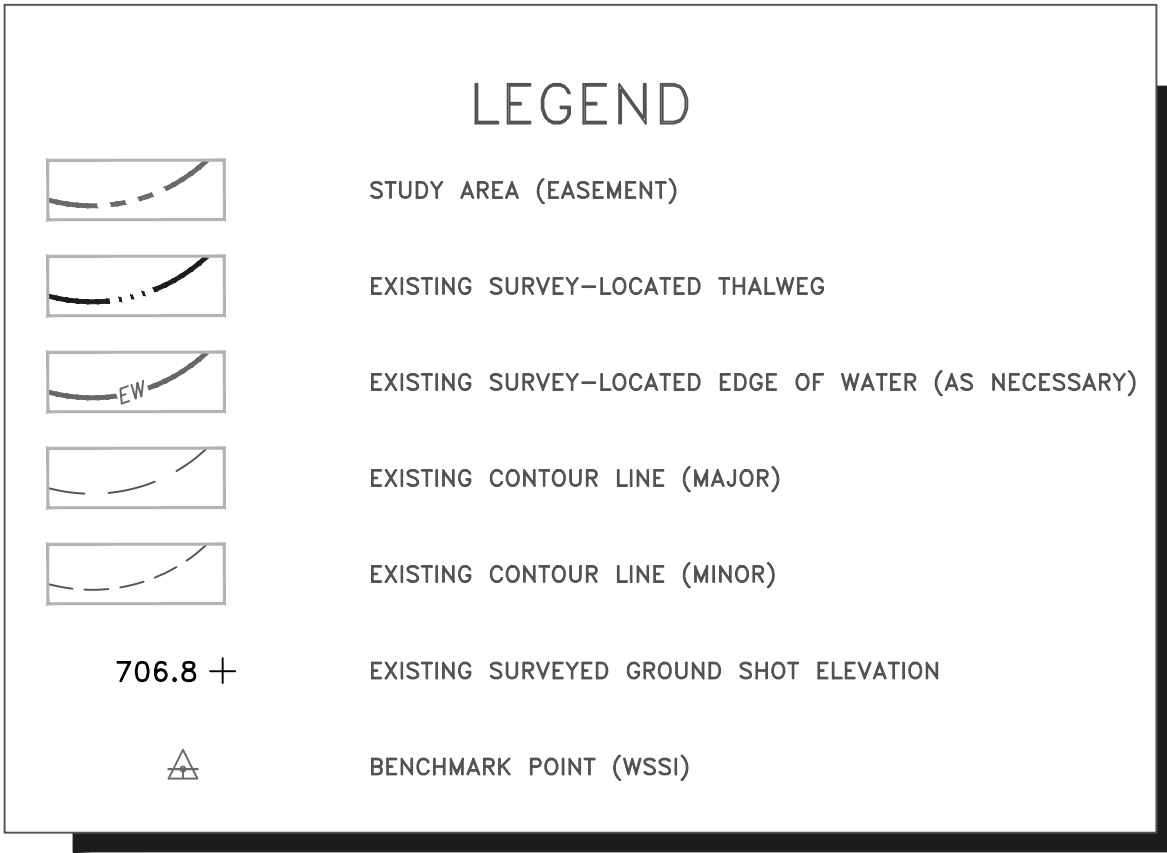 LEGEND
STUDY AREA (EASEMENT)
EXISTING SURVEY-LOCATED THALWEG
EW EXISTING SURVEY-LOCATED EDGE OF WATER (AS NECESSARY)
EXISTING CONTOUR LINE (MAJOR)
EXISTING CONTOUR LINE (MINOR)
706.8 EXISTING SURVEYED GROUND SHOT ELEVATION
BENCHMARK POINT (WSSI)